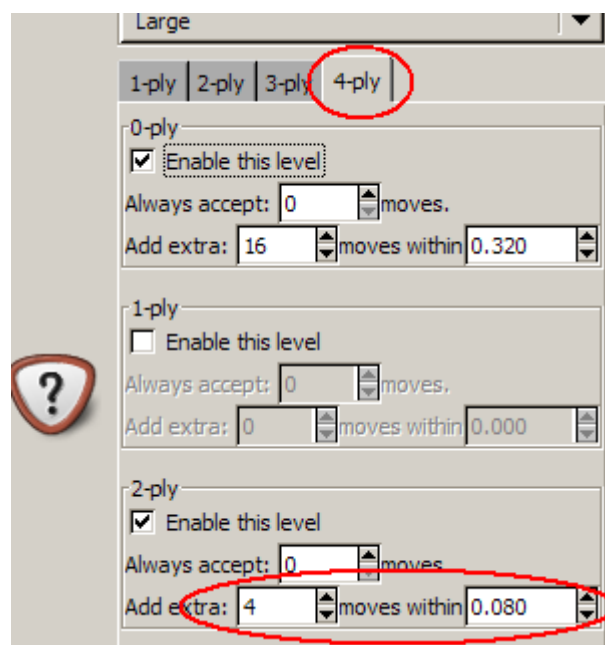 Large
1-ply 2-ply 3-ply 4-ply
0-ply
Enable this level
Always accept: 0 moves.
Add extra: 16 moves within 0.320
1-ply
Enable this level
Always accept: 0 moves.
Add extra: 0 moves within 0.000
?
2-ply
Enable this level
Always accept: 0 moves.
Add extra: 4 moves within 0.080